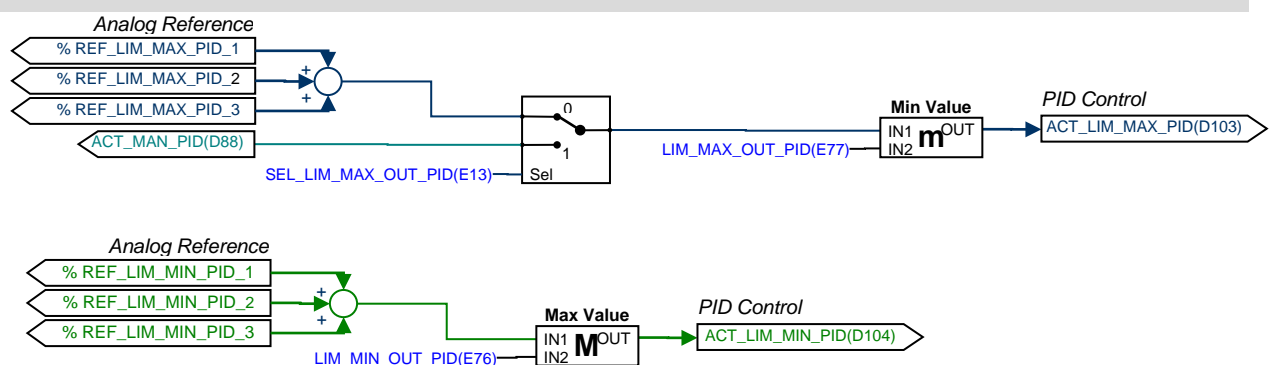 Analog Reference
% REF_LIM_MAX_PID_1
% REF_LIM_MAX_PID_2
% REF_LIM_MAX_PID_3
+
+
ACT_MAN_PID(D88)
0
1
Sel
SEL_LIM_MAX_OUT_PID(E13)
Min Value
IN1 m OUT
IN2
LIM_MAX_OUT_PID(E77)
PID Control
ACT_LIM_MAX_PID(D103)
Analog Reference
% REF_LIM_MIN_PID_1
% REF_LIM_MIN_PID_2
% REF_LIM_MIN_PID_3
+
+
Max Value
IN1 M OUT
IN2
LIM_MIN_OUT_PID(E76)
PID Control
ACT_LIM_MIN_PID(D104)